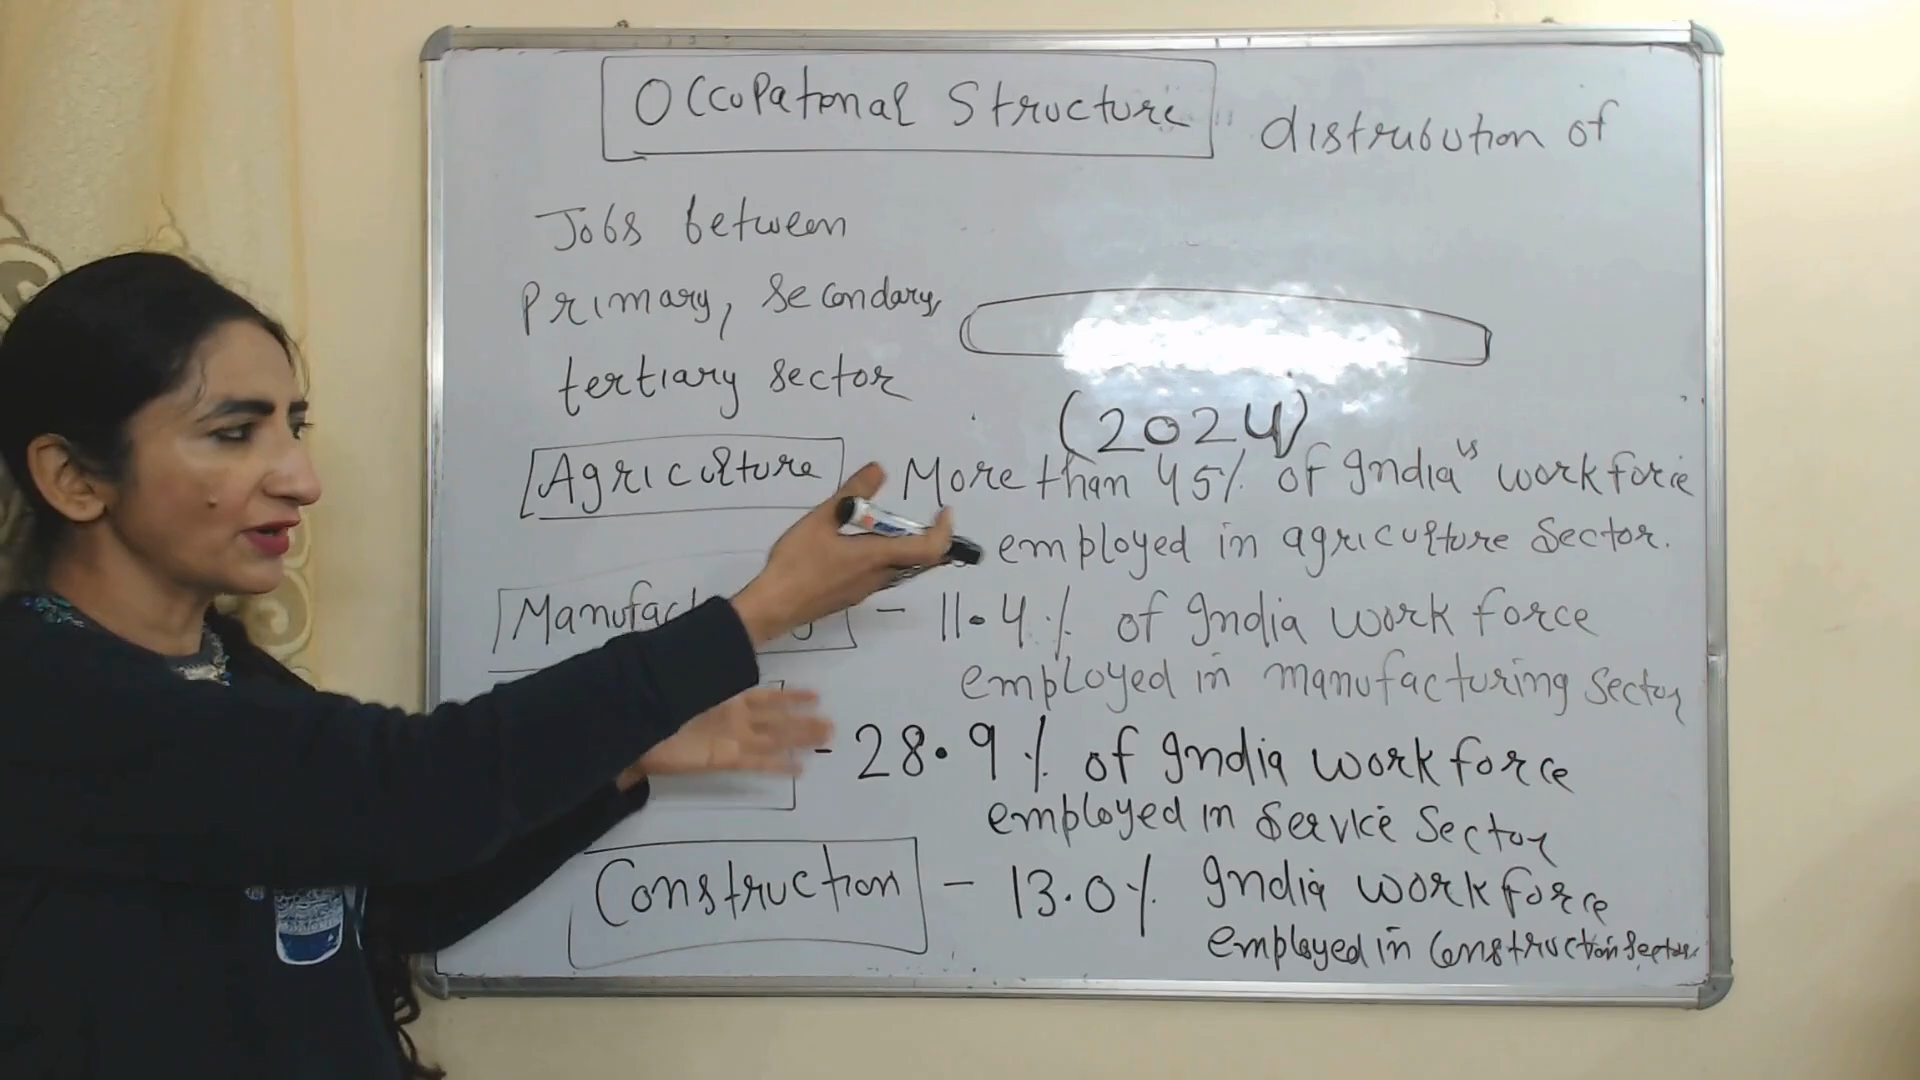 Occupational Structure distribution of
Jobs between
Primary, Secondary,
tertiary sector
(2024)
Agriculture More than 45% of India's workforce
employed in agriculture Sector.
- 11.4% of India work force
employed in manufacturing Sector
- 28.9% of India work force
employed in Service Sector
Construction - 13.0% India workforce
employed in Construction Sector